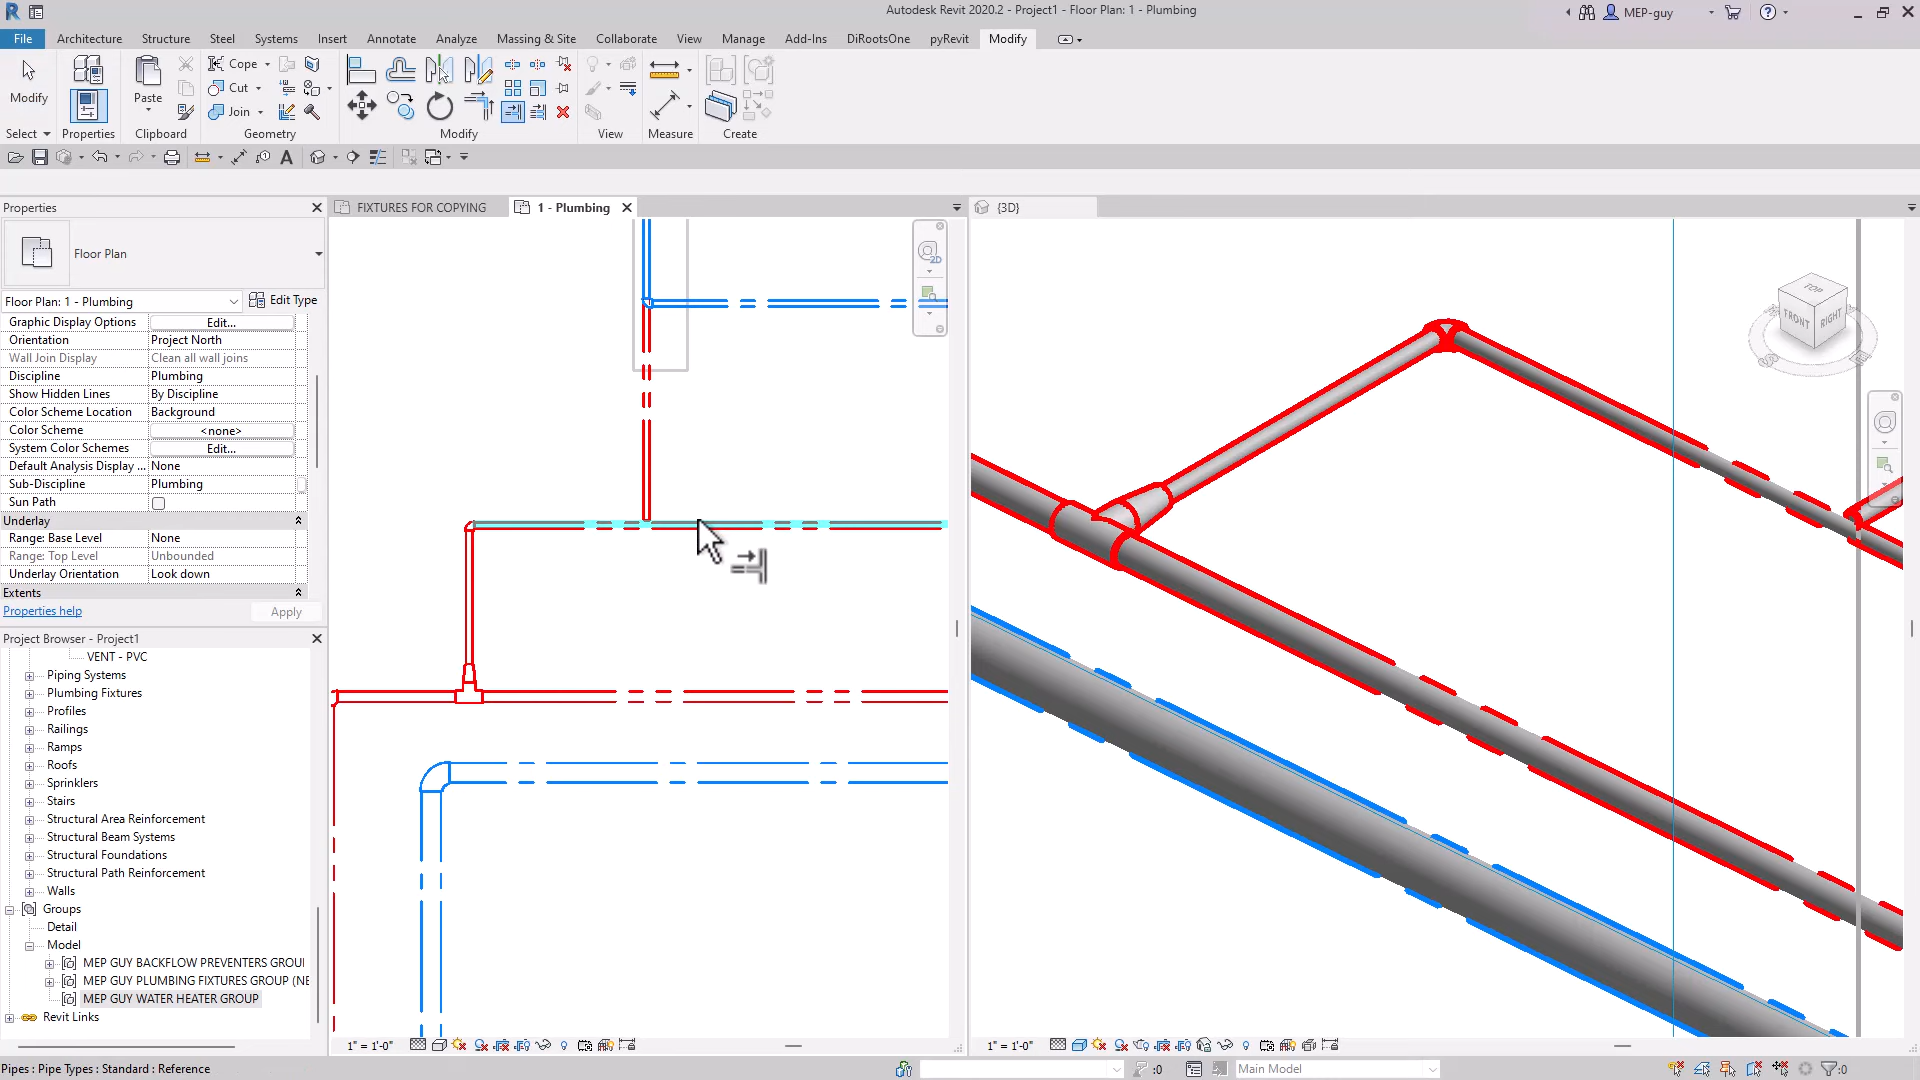 Autodesk Revit 2020.2 - Project1 - Floor Plan: 1 - Plumbing
MEP-guy
File Architecture Structure Steel Systems Insert Annotate Analyze Massing & Site Collaborate View Manage Add-Ins DiRootsOne pyRevit Modify
Modify
Paste
Cope
Cut
Join
Select Properties Clipboard Geometry Modify View Measure Create
Properties
FIXTURES FOR COPYING
1 - Plumbing
{3D}
Floor Plan
Floor Plan: 1 - Plumbing
Edit Type
Graphic Display Options Edit...
Orientation Project North
Wall Join Display Clean all wall joins
Discipline Plumbing
Show Hidden Lines By Discipline
Color Scheme Location Background
Color Scheme <none>
System Color Schemes Edit...
Default Analysis Display ... None
Sub-Discipline Plumbing
Sun Path
Underlay
Range: Base Level None
Range: Top Level Unbounded
Underlay Orientation Look down
Extents
Properties help
Apply
Project Browser - Project1
VENT - PVC
Piping Systems
Plumbing Fixtures
Profiles
Railings
Ramps
Roofs
Sprinklers
Stairs
Structural Area Reinforcement
Structural Beam Systems
Structural Foundations
Structural Path Reinforcement
Walls
Groups
Detail
Model
MEP GUY BACKFLOW PREVENTERS GROU
MEP GUY PLUMBING FIXTURES GROUP (NE
MEP GUY WATER HEATER GROUP
Revit Links
2D
TOP
FRONT
RIGHT
1" = 1'-0"
1" = 1'-0"
Pipes : Pipe Types : Standard : Reference
:0
Main Model
:0